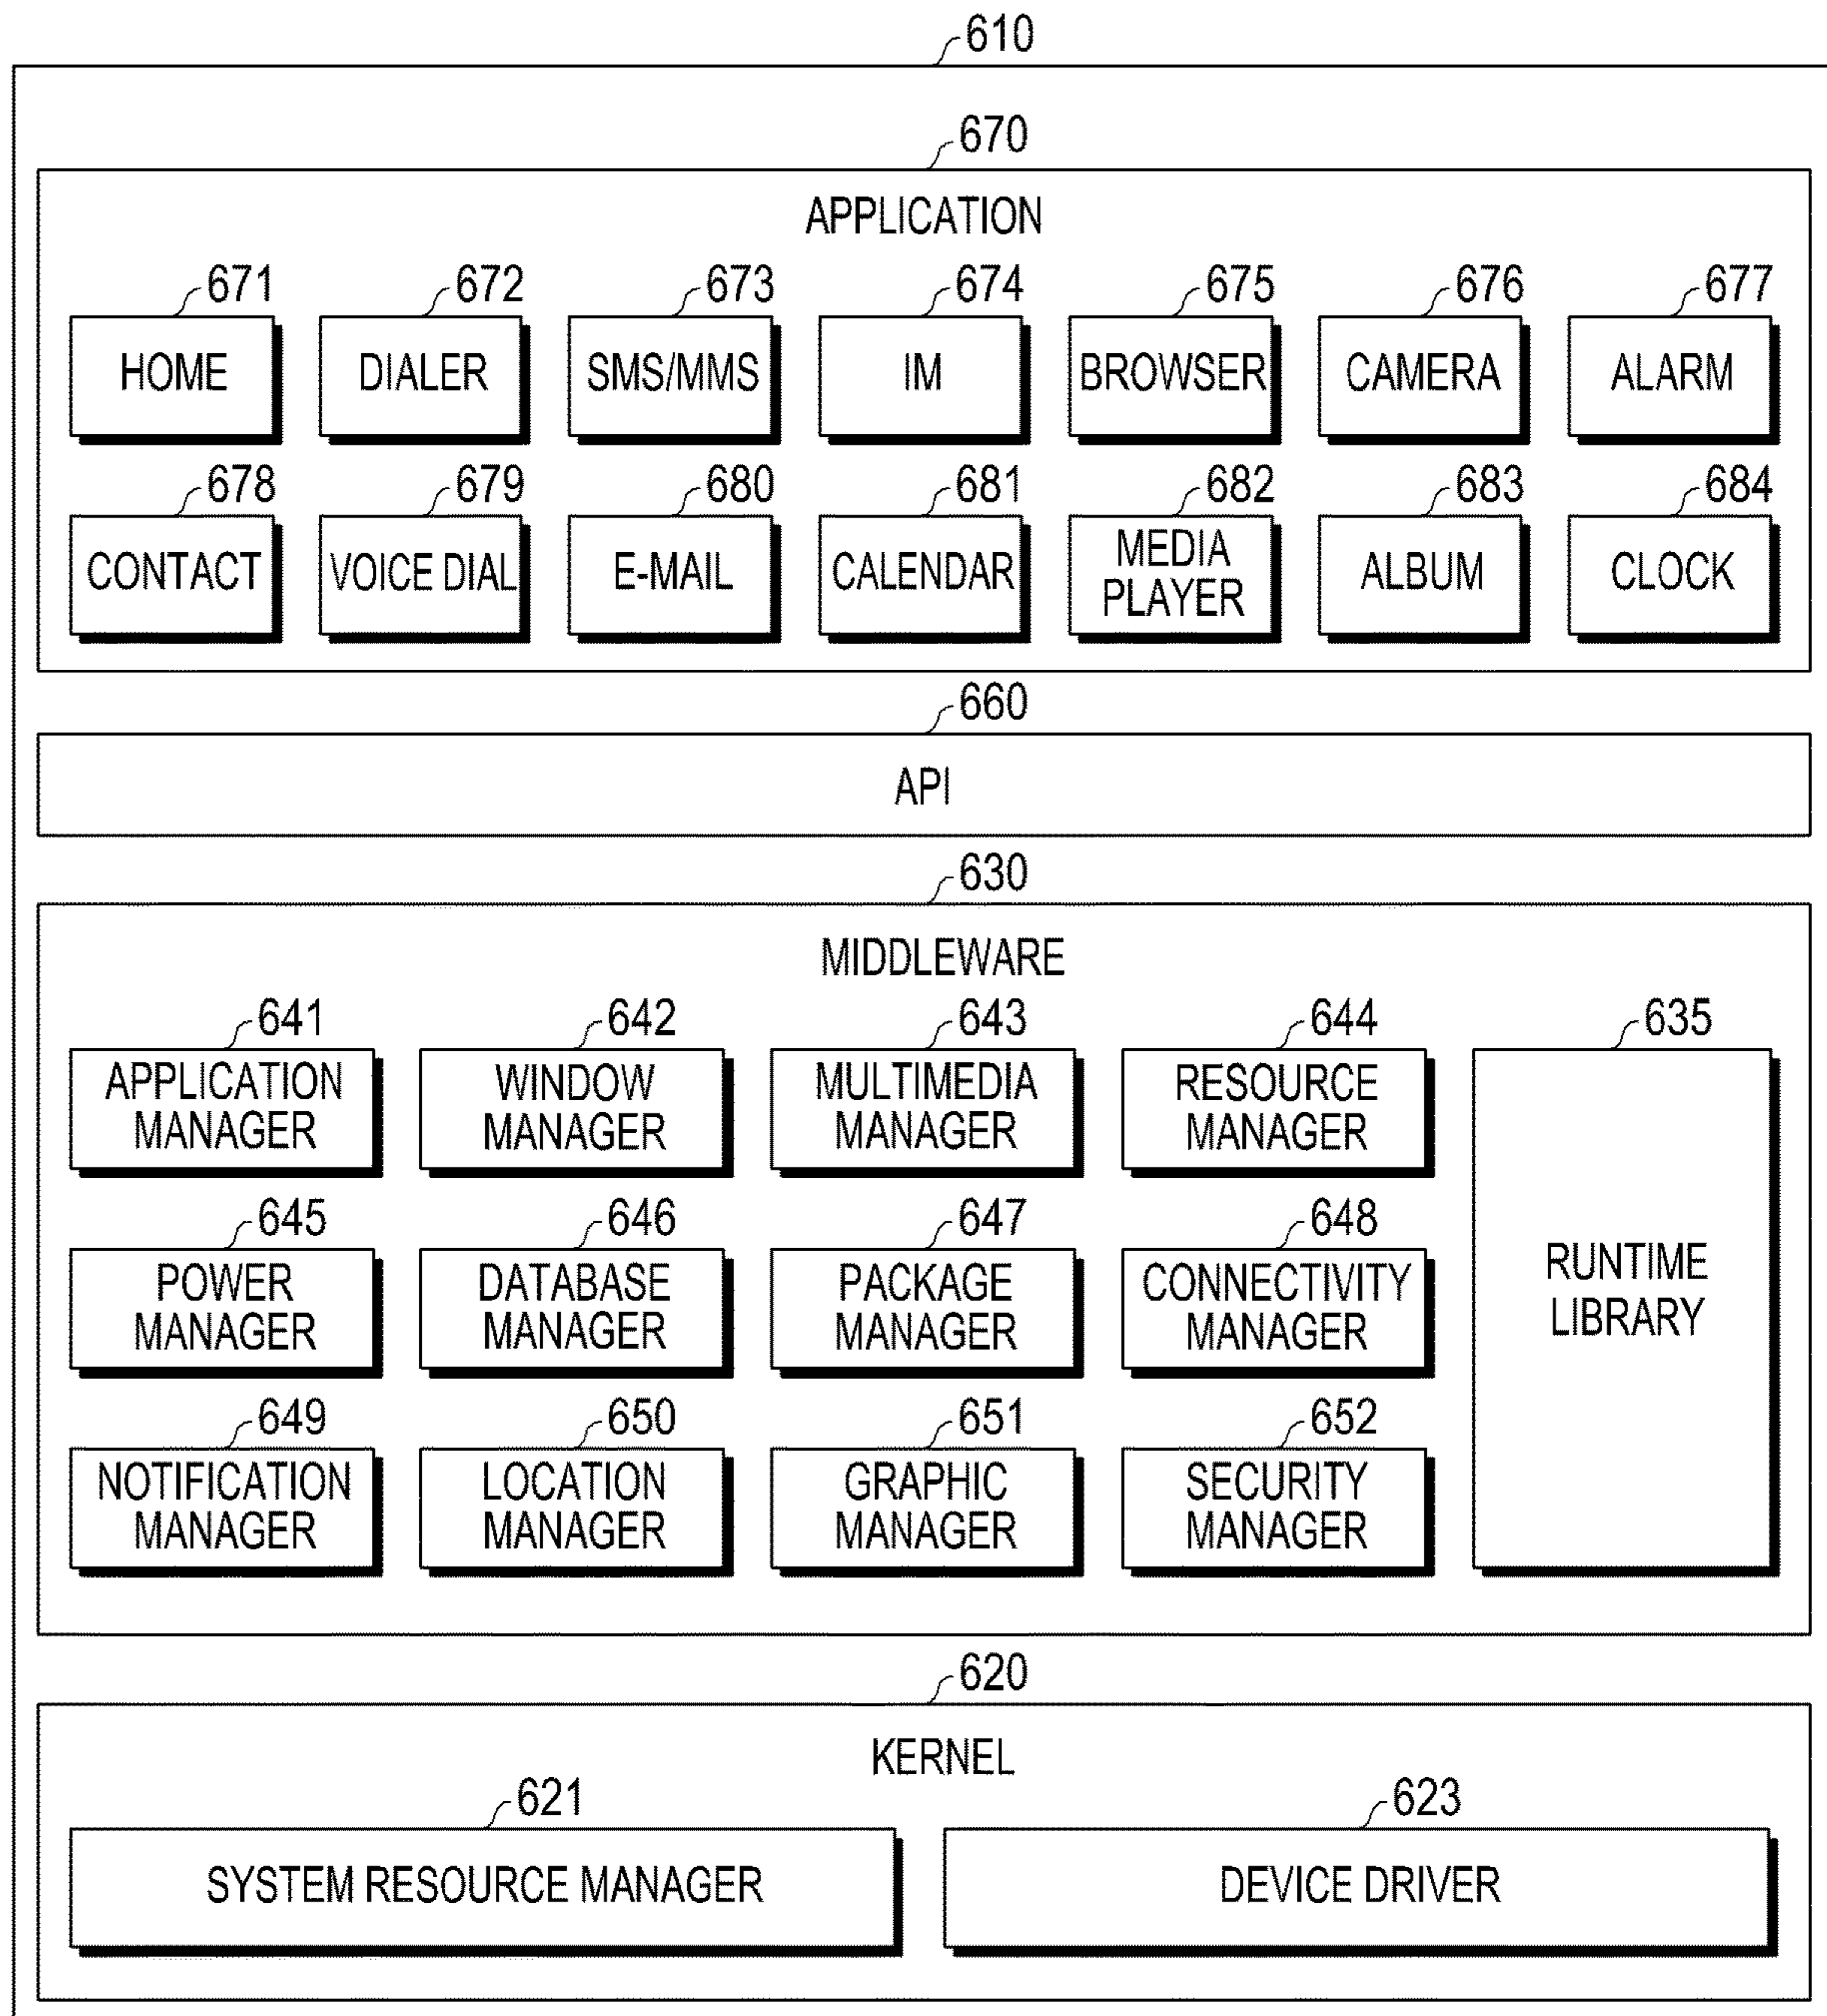 610
670
APPLICATION
671 672 673 674 675 676 677
HOME DIALER SMS/MMS IM BROWSER CAMERA ALARM
678 679 680 681 682 683 684
CONTACT VOICE DIAL E-MAIL CALENDAR MEDIA PLAYER ALBUM CLOCK
660
API
630
MIDDLEWARE
641 642 643 644 635
APPLICATION MANAGER WINDOW MANAGER MULTIMEDIA MANAGER RESOURCE MANAGER
645 646 647 648
POWER MANAGER DATABASE MANAGER PACKAGE MANAGER CONNECTIVITY MANAGER RUNTIME LIBRARY
649 650 651 652
NOTIFICATION MANAGER LOCATION MANAGER GRAPHIC MANAGER SECURITY MANAGER
620
KERNEL
621 623
SYSTEM RESOURCE MANAGER DEVICE DRIVER